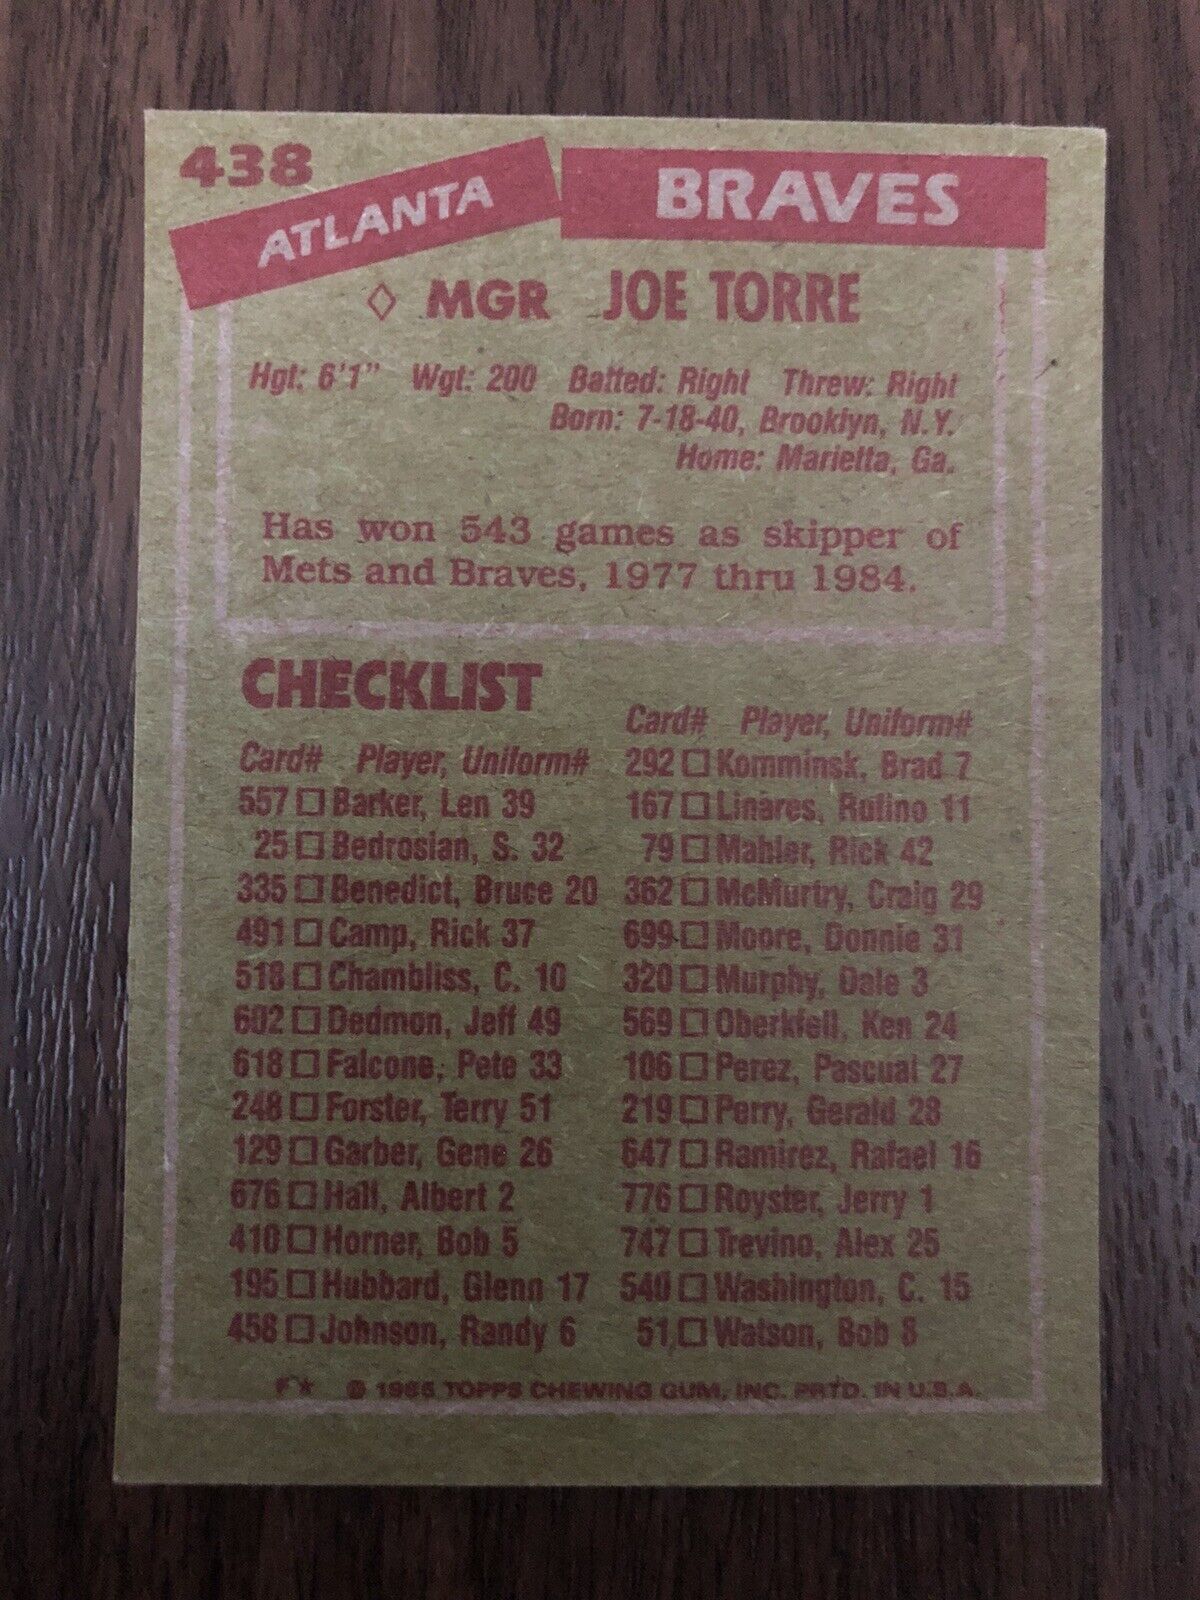 438
ATLANTA BRAVES
◇ MGR JOE TORRE
Hgt: 6'1" Wgt: 200 Batted: Right Threw: Right
Born: 7-18-40, Brooklyn, N.Y.
Home: Marietta, Ga.
Has won 543 games as skipper of
Mets and Braves, 1977 thru 1984.
CHECKLIST
Card# Player, Uniform#
557 □ Barker, Len 39
25 □ Bedrosian, S. 32
335 □ Benedict, Bruce 20
491 □ Camp, Rick 37
518 □ Chambliss, C. 10
602 □ Dedmon, Jeff 49
618 □ Falcone, Pete 33
248 □ Forster, Terry 51
129 □ Garber, Gene 26
676 □ Hall, Albert 2
410 □ Horner, Bob 5
195 □ Hubbard, Glenn 17
458 □ Johnson, Randy 6
Card# Player, Uniform#
292 □ Komminsk, Brad 7
167 □ Linares, Rufino 11
79 □ Mahler, Rick 42
362 □ McMurtry, Craig 29
699 □ Moore, Donnie 31
320 □ Murphy, Dale 3
569 □ Oberkfell, Ken 24
106 □ Perez, Pascual 27
219 □ Perry, Gerald 28
647 □ Ramirez, Rafael 16
776 □ Royster, Jerry 1
747 □ Trevino, Alex 25
540 □ Washington, C. 15
51 □ Watson, Bob 8
F* © 1985 TOPPS CHEWING GUM, INC. PRTD. IN U.S.A.